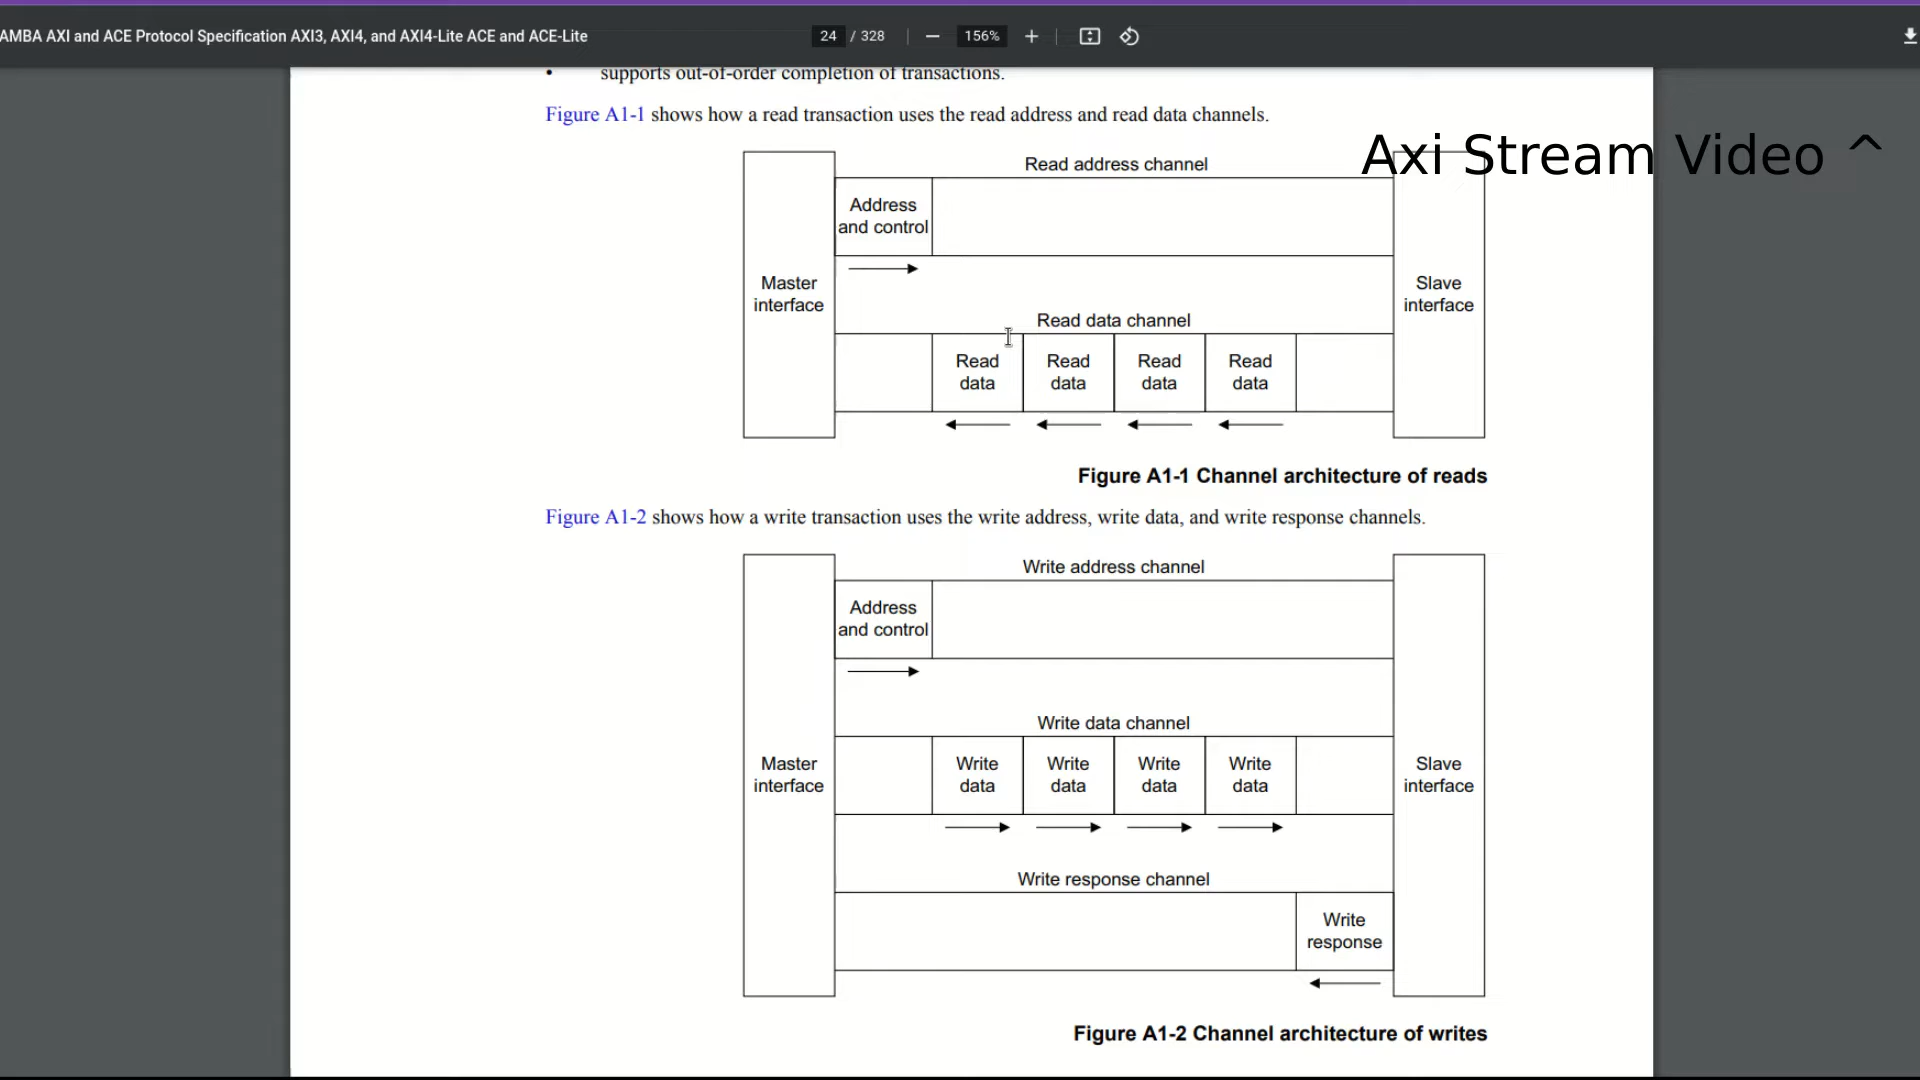 AMBA AXI and ACE Protocol Specification AXI3, AXI4, and AXI4-Lite ACE and ACE-Lite
24 / 328
156%
• supports out-of-order completion of transactions.
Figure A1-1 shows how a read transaction uses the read address and read data channels.
Axi Stream Video ^
Read address channel
Address
and control
Master
interface
Slave
interface
Read data channel
Read
data
Read
data
Read
data
Read
data
Figure A1-1 Channel architecture of reads
Figure A1-2 shows how a write transaction uses the write address, write data, and write response channels.
Write address channel
Address
and control
Write data channel
Master
interface
Write
data
Write
data
Write
data
Write
data
Slave
interface
Write response channel
Write
response
Figure A1-2 Channel architecture of writes